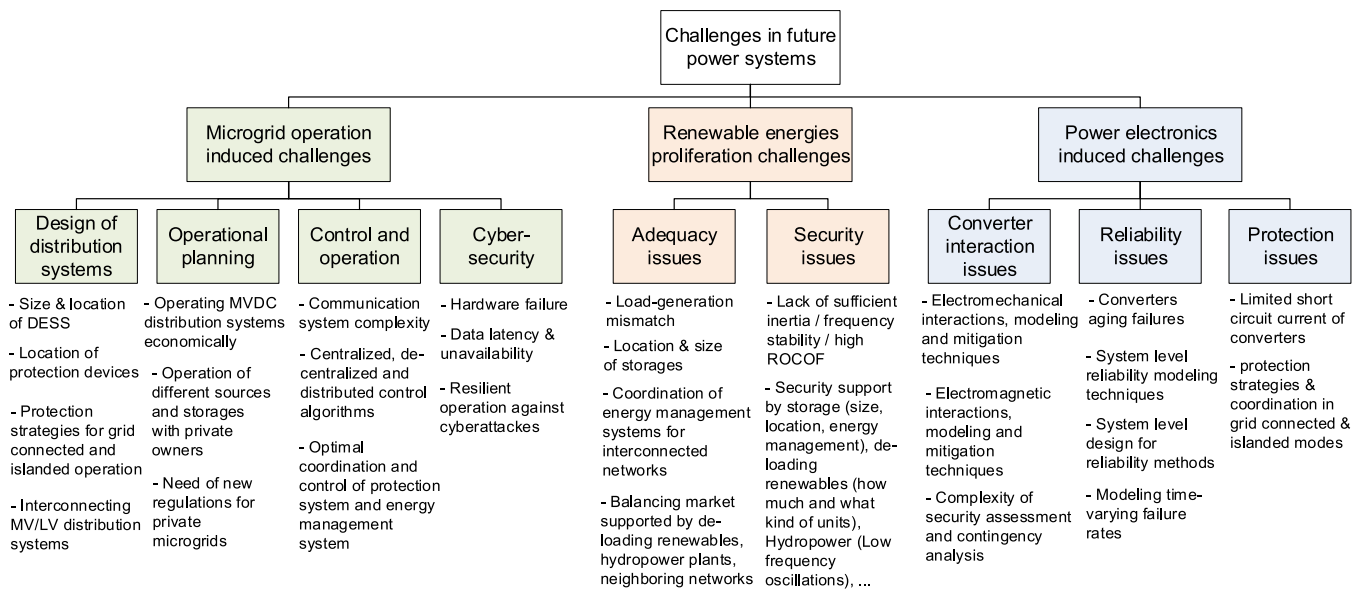 Challenges in future
power systems
Microgrid operation
induced challenges
Renewable energies
proliferation challenges
Power electronics
induced challenges
Design of
distribution
systems
Operational
planning
Control and
operation
Cyber-
security
Adequacy
issues
Security
issues
Converter
interaction
issues
Reliability
issues
Protection
issues
- Size & location
of DESS
- Location of
protection devices
- Protection
strategies for grid
connected and
islanded operation
- Interconnecting
MV/LV distribution
systems
- Operating MVDC
distribution systems
economically
- Operation of
different sources
and storages
with private
owners
- Need of new
regulations for
private
microgrids
- Communication
system complexity
- Centralized, de-
centralized and
distributed control
algorithms
- Optimal
coordination and
control of protection
system and energy
management
system
- Hardware failure
- Data latency &
unavailability
- Resilient
operation against
cyberattackes
- Load-generation
mismatch
- Location & size
of storages
- Coordination of
energy management
systems for
interconnected
networks
- Balancing market
supported by de-
loading renewables,
hydropower plants,
neighboring networks
- Lack of sufficient
inertia / frequency
stability / high
ROCOF
- Security support
by storage (size,
location, energy
management), de-
loading
renewables (how
much and what
kind of units),
Hydropower (Low
frequency
oscillations), ...
- Electromechanical
interactions, modeling
and mitigation
techniques
- Electromagnetic
interactions,
modeling and
mitigation
techniques
- Complexity of
security assessment
and contingency
analysis
- Converters
aging failures
- System level
reliability modeling
techniques
- System level
design for
reliability methods
- Modeling time-
varying failure
rates
- Limited short
circuit current of
converters
- protection
strategies &
coordination in
grid connected &
islanded modes